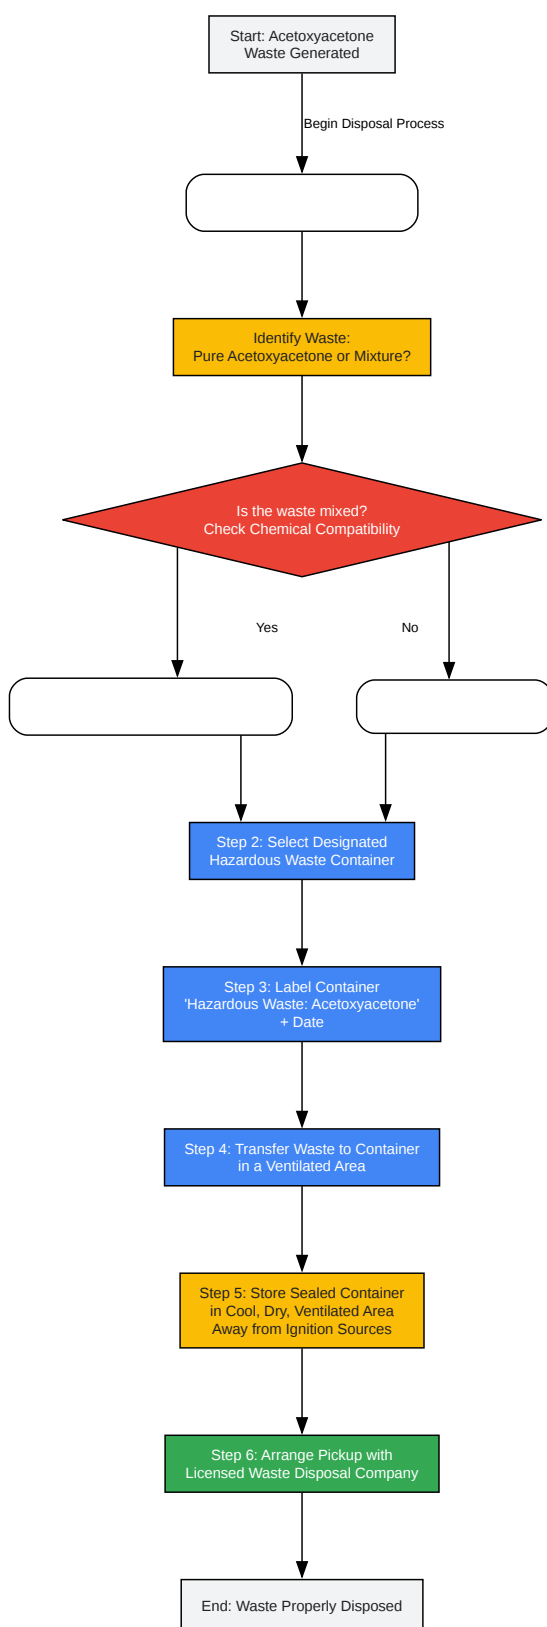 Start: Acetoxyacetone
Waste Generated
Begin Disposal Process
Identify Waste:
Pure Acetoxyacetone or Mixture?
Is the waste mixed?
Check Chemical Compatibility
Yes
No
Step 2: Select Designated
Hazardous Waste Container
Step 3: Label Container
'Hazardous Waste: Acetoxyacetone'
+ Date
Step 4: Transfer Waste to Container
in a Ventilated Area
Step 5: Store Sealed Container
in Cool, Dry, Ventilated Area
Away from Ignition Sources
Step 6: Arrange Pickup with
Licensed Waste Disposal Company
End: Waste Properly Disposed